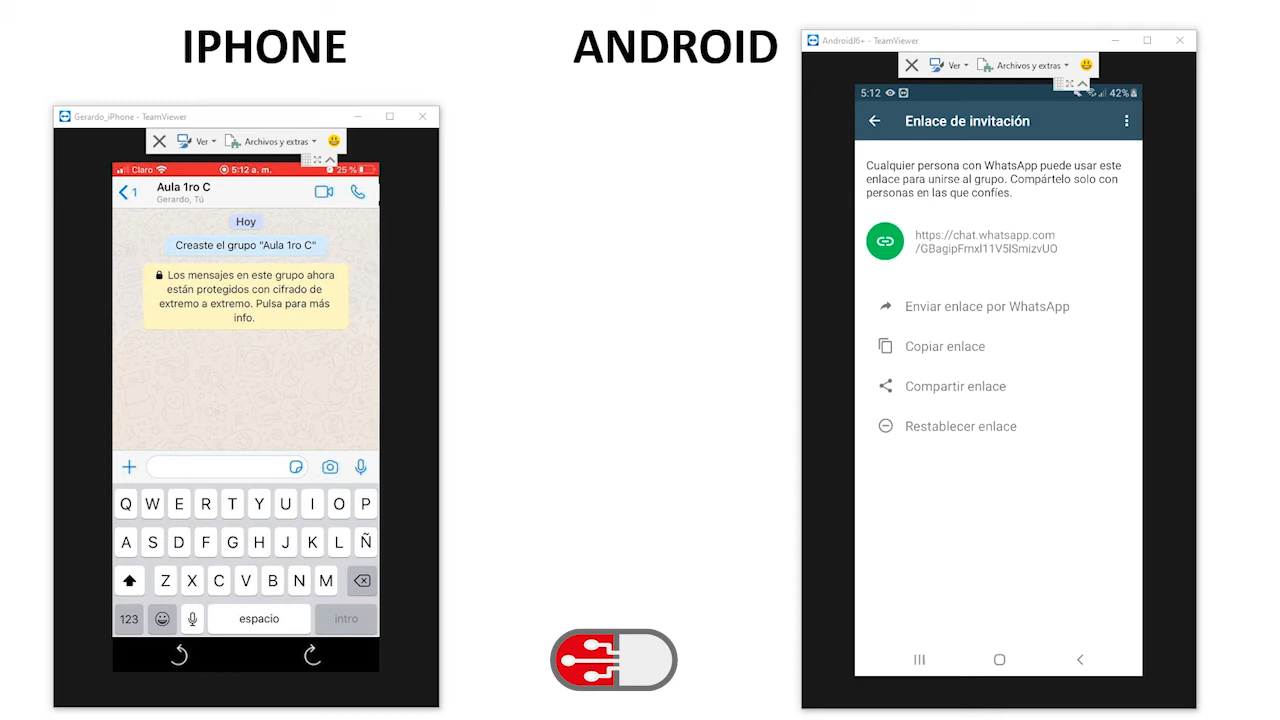 IPHONE
ANDROID
Gerardo_iPhone - TeamViewer
Ver
Archivos y extras
Claro
5:12 a. m.
25 %
1
Aula 1ro C
Gerardo, Tú
Hoy
Creaste el grupo "Aula 1ro C"
Los mensajes en este grupo ahora
están protegidos con cifrado de
extremo a extremo. Pulsa para más
info.
Q W E R T Y U I O P
A S D F G H J K L Ñ
Z X C V B N M
123
espacio
intro
AndroidJ6+ - TeamViewer
Ver
Archivos y extras
5:12
42%
Enlace de invitación
Cualquier persona con WhatsApp puede usar este
enlace para unirse al grupo. Compártelo solo con
personas en las que confíes.
https://chat.whatsapp.com
/GBagipFmxI11V5ISmizvUO
Enviar enlace por WhatsApp
Copiar enlace
Compartir enlace
Restablecer enlace